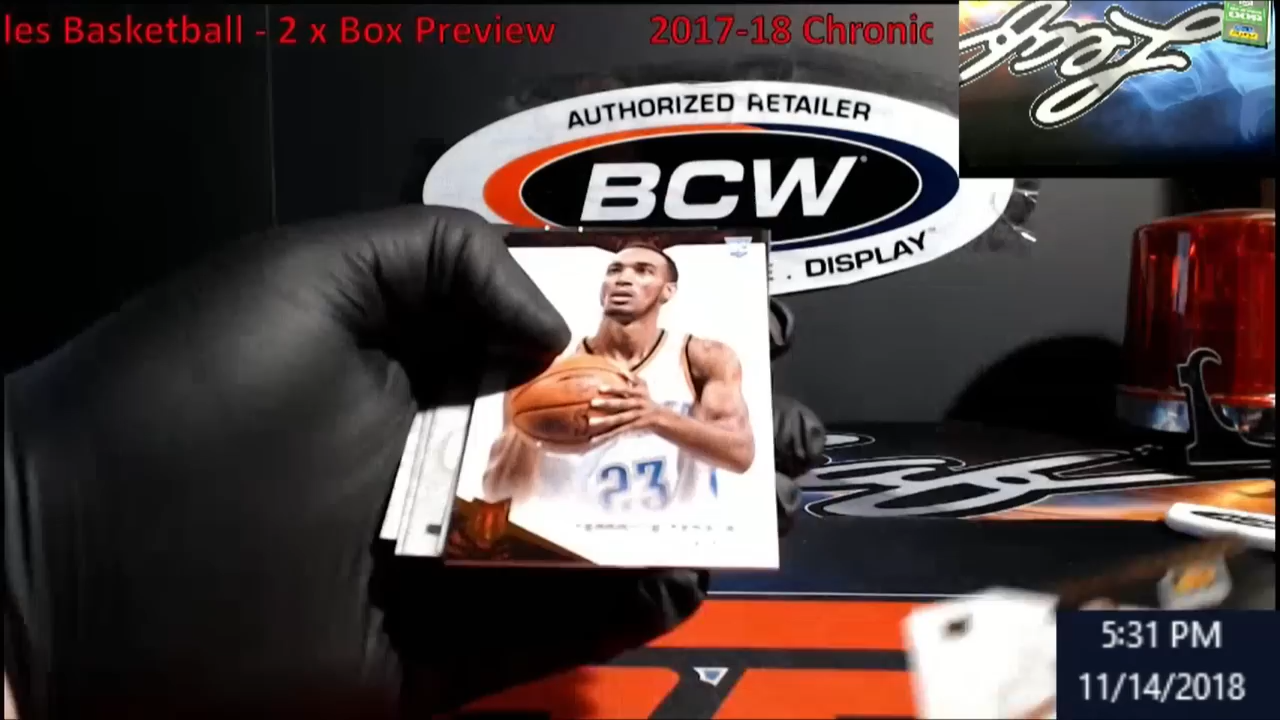 les Basketball - 2 x Box Preview 2017-18 Chronic
AUTHORIZED RETAILER
BCW
. DISPLAY
23
5:31 PM
11/14/2018